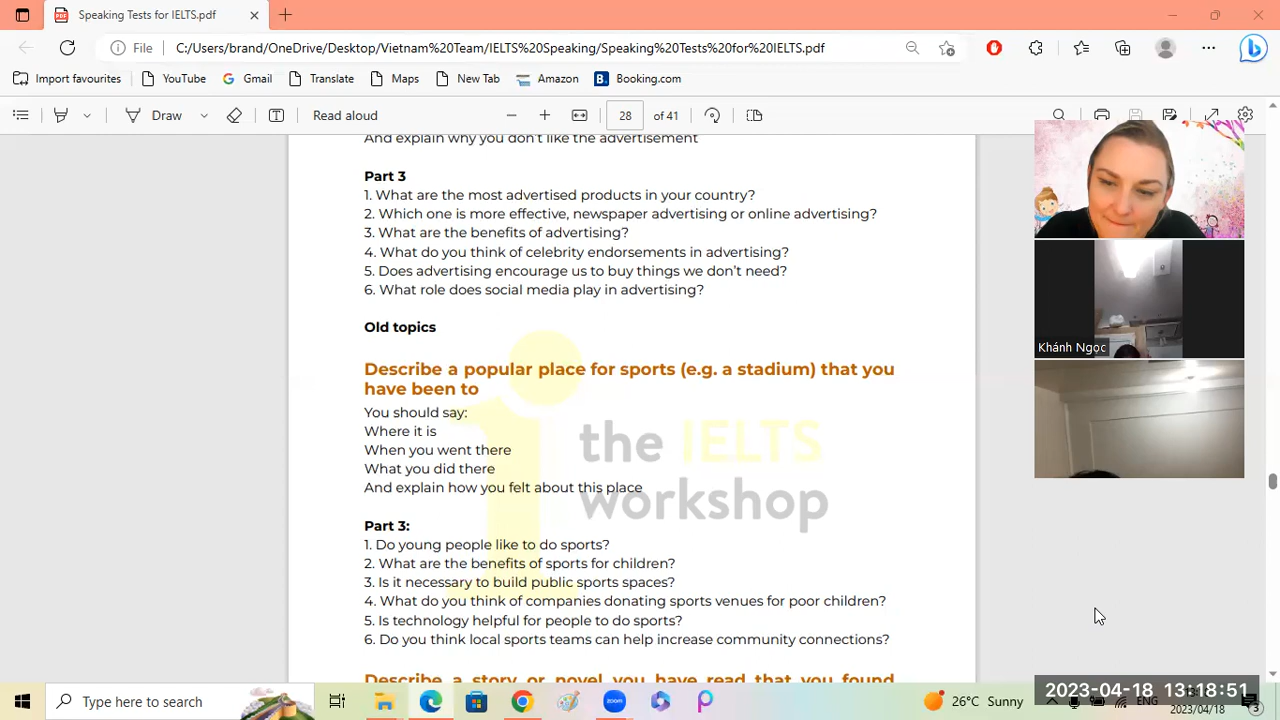 Speaking Tests for IELTS.pdf
File C:/Users/brand/OneDrive/Desktop/Vietnam%20Team/IELTS%20Speaking/Speaking%20Tests%20for%20IELTS.pdf
Import favourites YouTube Gmail Translate Maps New Tab Amazon Booking.com
Draw Read aloud 28 of 41
And explain why you don't like the advertisement
Part 3
1. What are the most advertised products in your country?
2. Which one is more effective, newspaper advertising or online advertising?
3. What are the benefits of advertising?
4. What do you think of celebrity endorsements in advertising?
5. Does advertising encourage us to buy things we don't need?
6. What role does social media play in advertising?
Old topics
Describe a popular place for sports (e.g. a stadium) that you
have been to
You should say:
Where it is
When you went there
What you did there
And explain how you felt about this place
the IELTS
workshop
Part 3:
1. Do young people like to do sports?
2. What are the benefits of sports for children?
3. Is it necessary to build public sports spaces?
4. What do you think of companies donating sports venues for poor children?
5. Is technology helpful for people to do sports?
6. Do you think local sports teams can help increase community connections?
Describe a story or novel you have read that you found
Khánh Ngọc
Type here to search
26°C Sunny
ENG
2023-04-18 13:18:51
2023/04/18
3